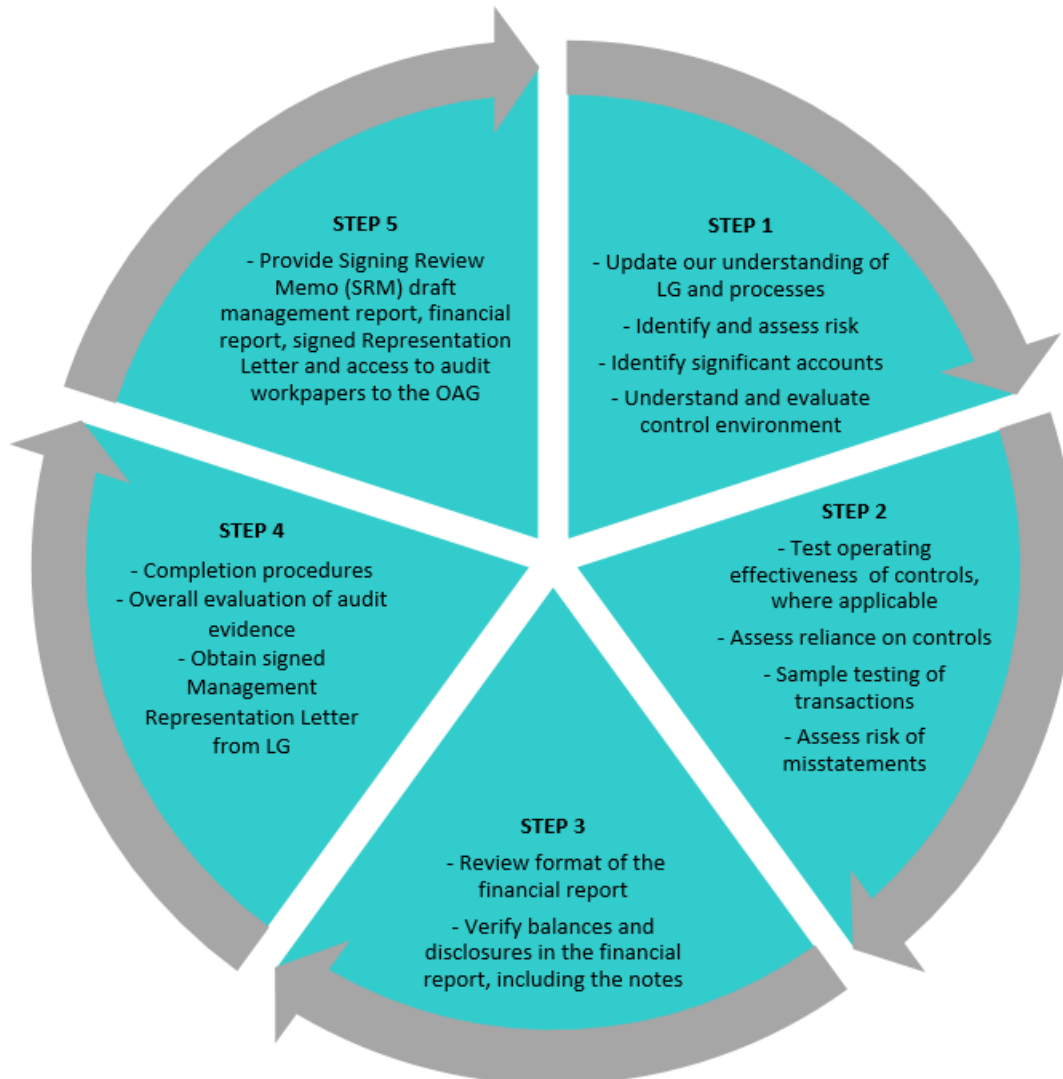 STEP 1
- Update our understanding of
LG and processes
- Identify and assess risk
- Identify significant accounts
- Understand and evaluate
control environment
STEP 2
- Test operating
effectiveness  of controls,
where applicable
- Assess reliance on controls
- Sample testing of
transactions
- Assess risk of
misstatements
STEP 3
- Review format of the
financial report
- Verify balances and
disclosures in the financial
report, including the notes
STEP 4
- Completion procedures
- Overall evaluation of audit
evidence
- Obtain signed
Management
Representation Letter
from LG
STEP 5
- Provide Signing Review
Memo (SRM) draft
management report, financial
report, signed Representation
Letter and access to audit
workpapers to the OAG